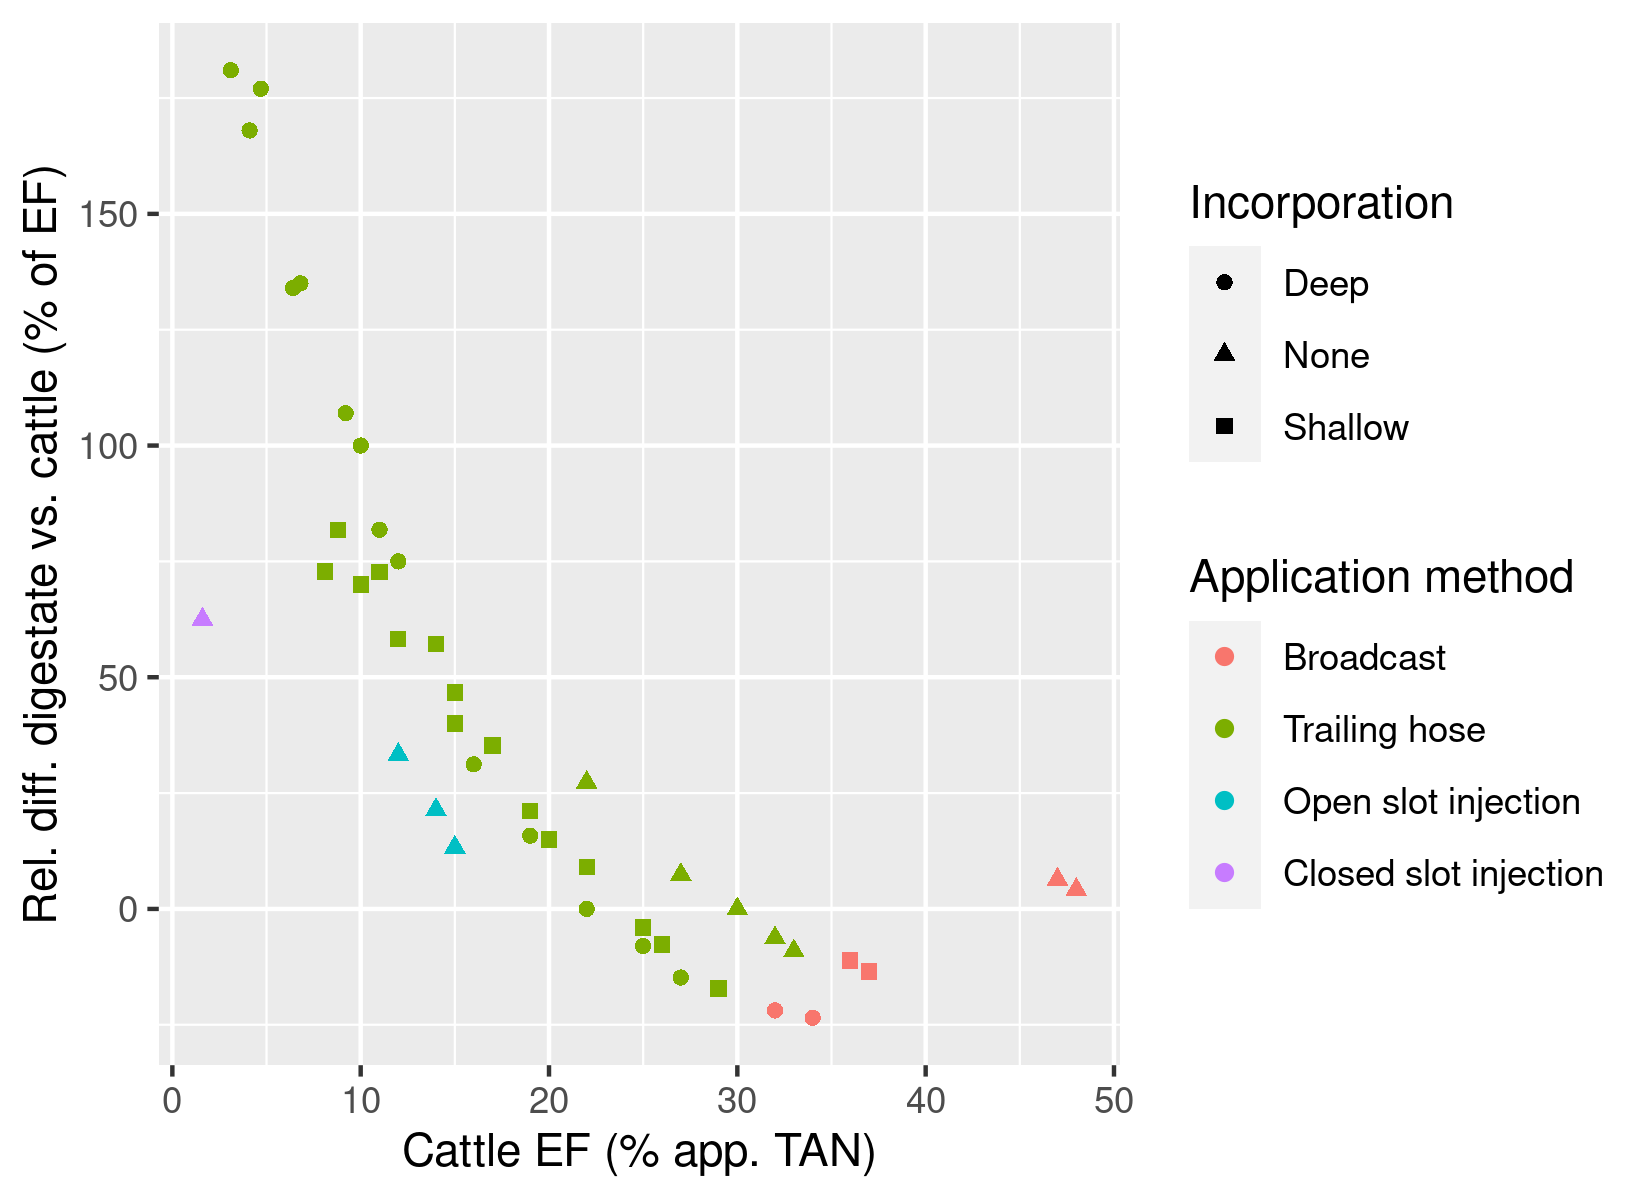 Rel. diff. digestate vs. cattle (% of EF)
150
100
50
0
0 10 20 30 40 50
Cattle EF (% app. TAN)
Incorporation
Deep
None
Shallow
Application method
Broadcast
Trailing hose
Open slot injection
Closed slot injection